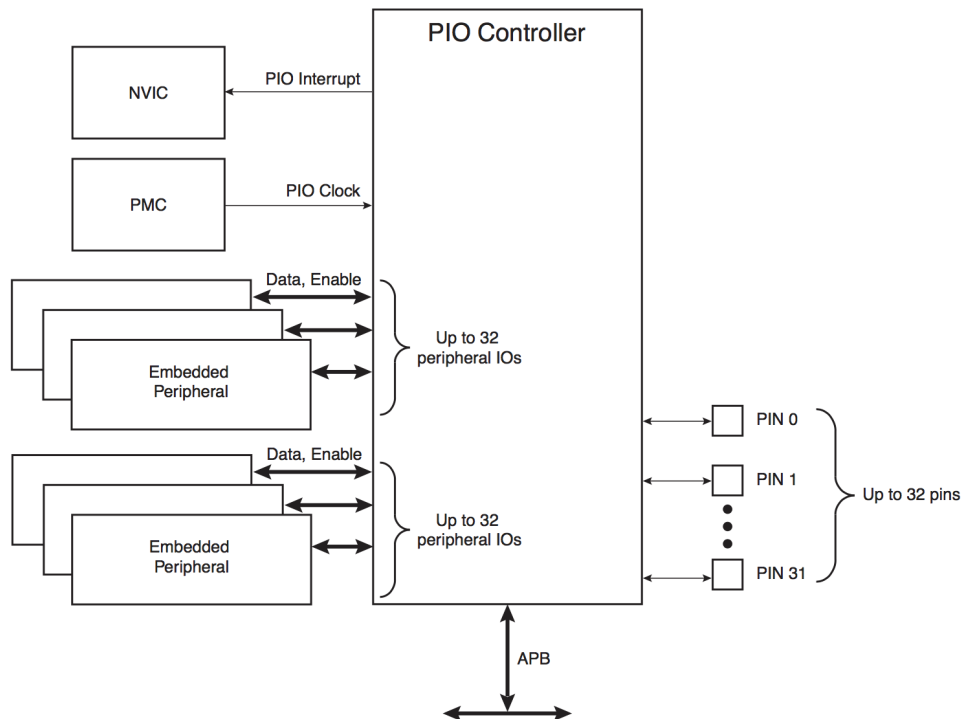 PIO Controller
NVIC
PIO Interrupt
PMC
PIO Clock
Data, Enable
Up to 32
peripheral IOs
Embedded
Peripheral
PIN 0
Data, Enable
PIN 1
Up to 32 pins
Up to 32
peripheral IOs
Embedded
Peripheral
PIN 31
APB